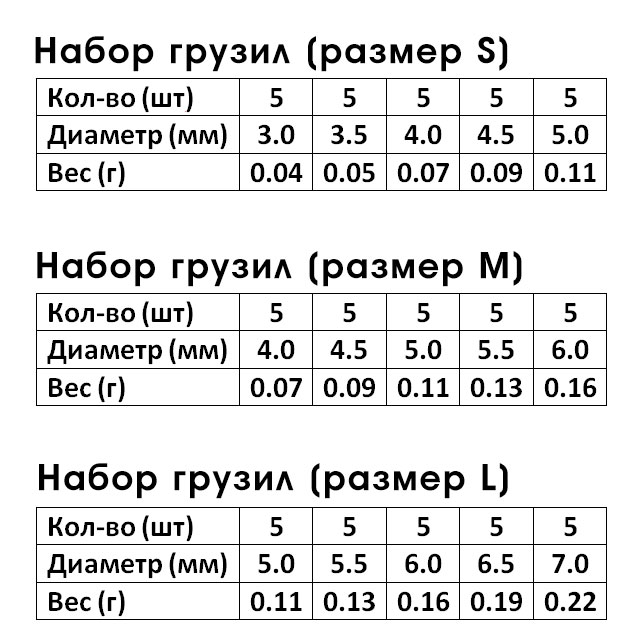 Набор грузил (размер S)
Кол-во (шт) 5 5 5 5 5
Диаметр (мм) 3.0 3.5 4.0 4.5 5.0
Вес (г) 0.04 0.05 0.07 0.09 0.11
Набор грузил (размер M)
Кол-во (шт) 5 5 5 5 5
Диаметр (мм) 4.0 4.5 5.0 5.5 6.0
Вес (г) 0.07 0.09 0.11 0.13 0.16
Набор грузил (размер L)
Кол-во (шт) 5 5 5 5 5
Диаметр (мм) 5.0 5.5 6.0 6.5 7.0
Вес (г) 0.11 0.13 0.16 0.19 0.22